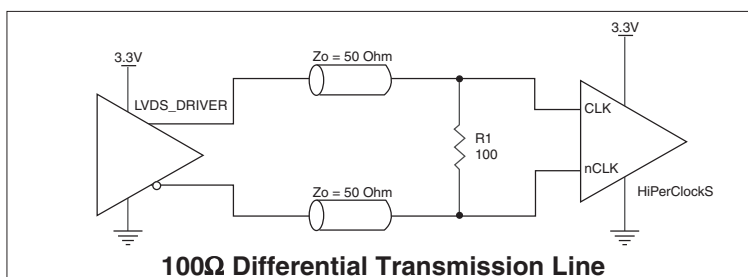 3.3V
3.3V
Zo = 50 Ohm
LVDS_DRIVER
CLK
R1
100
nCLK
Zo = 50 Ohm
HiPerClockS
100Ω Differential Transmission Line